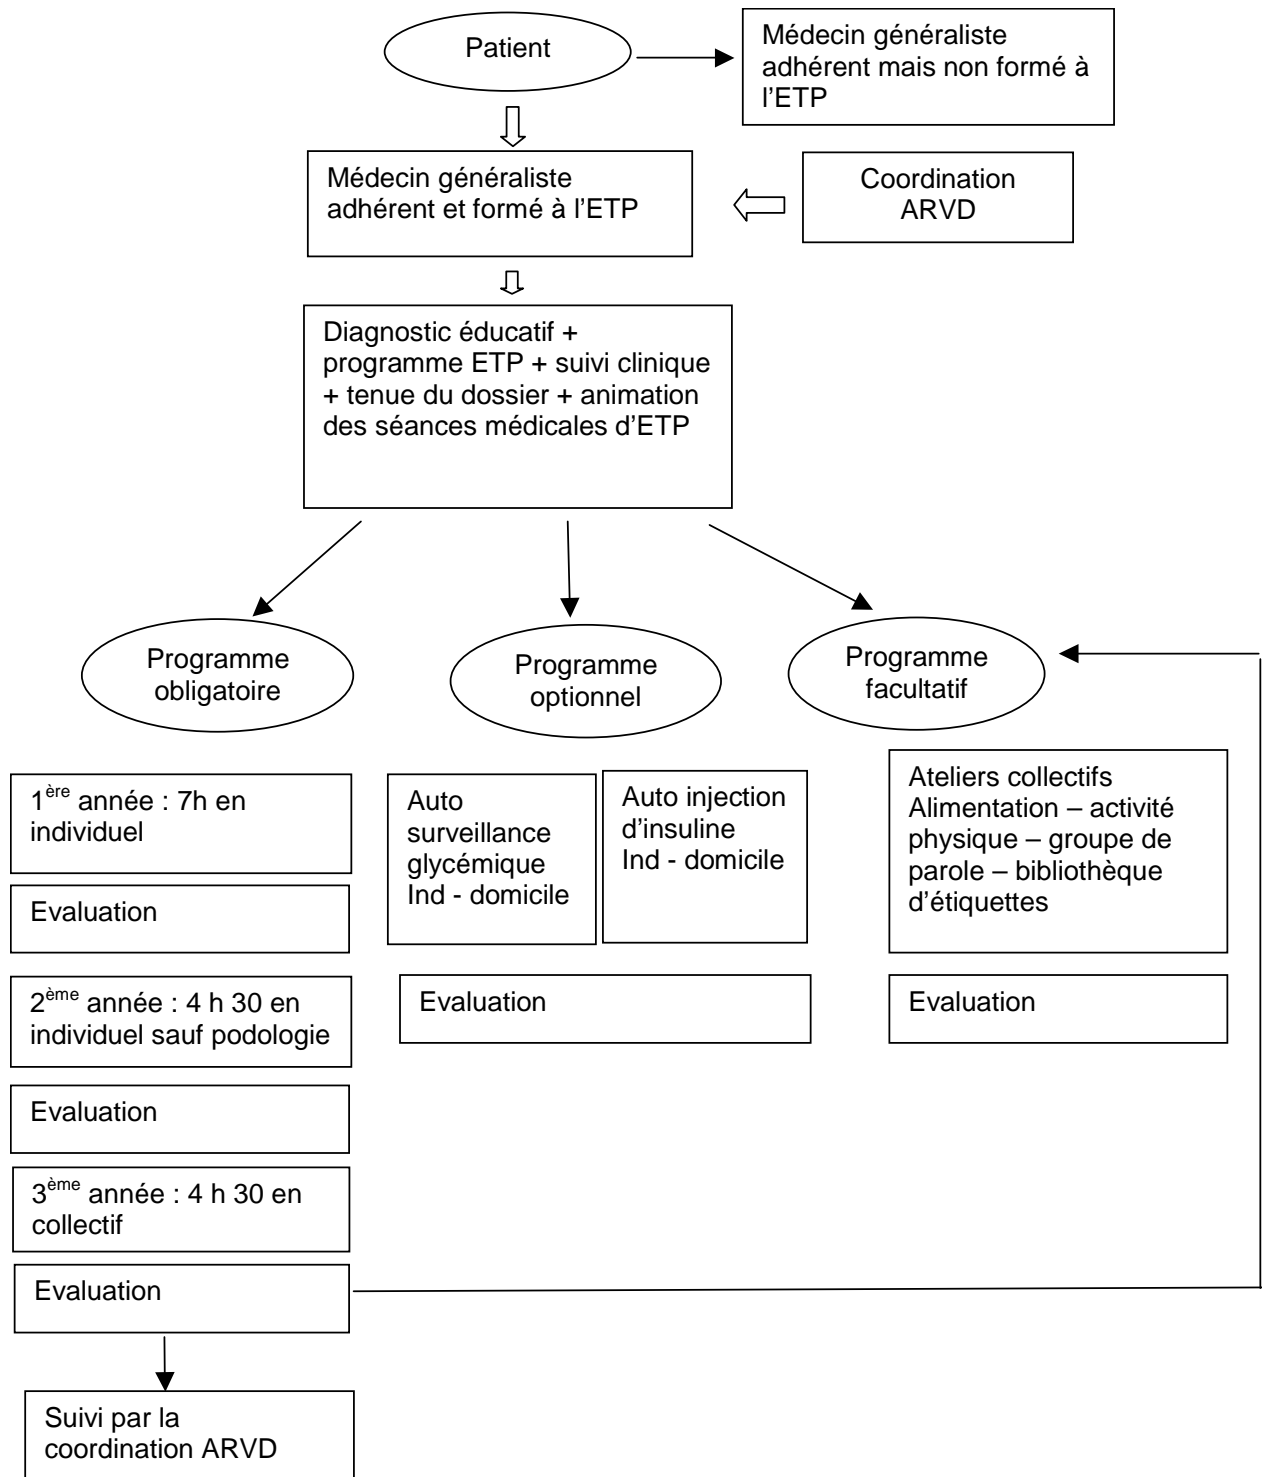 Patient
Médecin généraliste
adhérent mais non formé à
l’ETP
Médecin généraliste
adhérent et formé à l’ETP
Coordination
ARVD
Diagnostic éducatif +
programme ETP + suivi clinique
+ tenue du dossier + animation
des séances médicales d’ETP
Programme
obligatoire
Programme
optionnel
Programme
facultatif
1ère année : 7h en
individuel
Evaluation
2ème année : 4 h 30 en
individuel sauf podologie
Evaluation
3ème année : 4 h 30 en
collectif
Evaluation
Suivi par la
coordination ARVD
Auto
surveillance
glycémique
Ind - domicile
Auto injection
d’insuline
Ind - domicile
Evaluation
Ateliers collectifs
Alimentation – activité
physique – groupe de
parole – bibliothèque
d’étiquettes
Evaluation